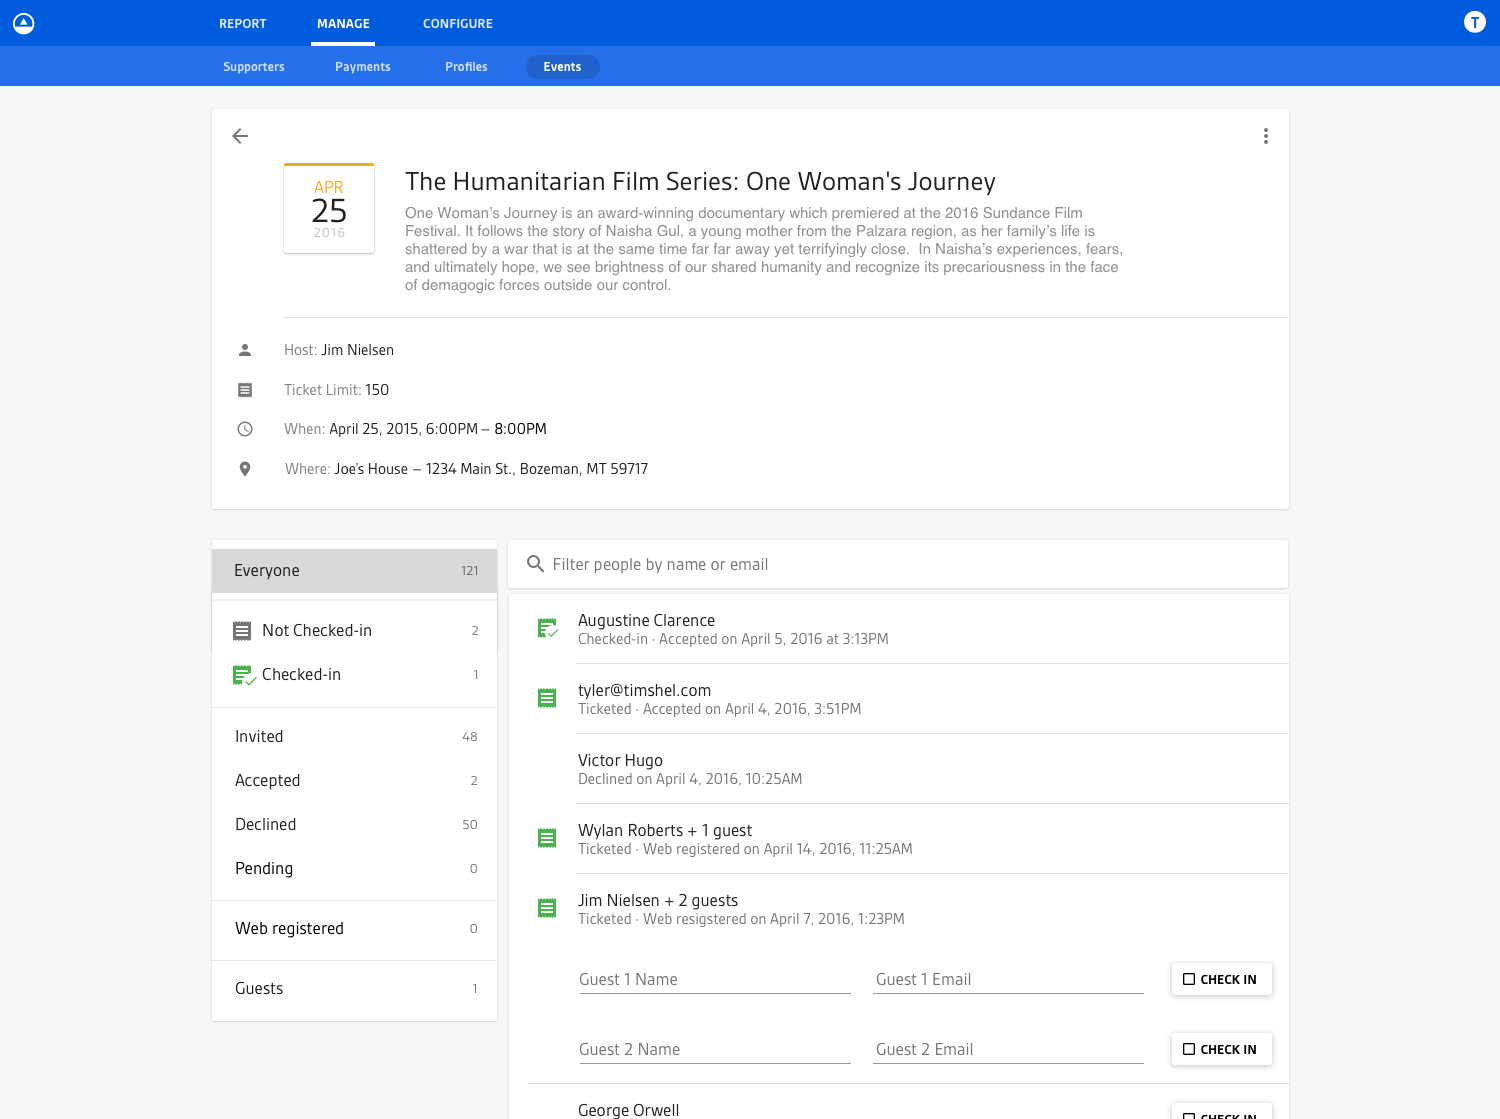 REPORT MANAGE CONFIGURE T
Supporters Payments Profiles Events
APR
25
2016
The Humanitarian Film Series: One Woman's Journey
One Woman’s Journey is an award-winning documentary which premiered at the 2016 Sundance Film
Festival. It follows the story of Naisha Gul, a young mother from the Palzara region, as her family’s life is
shattered by a war that is at the same time far far away yet terrifyingly close.  In Naisha’s experiences, fears,
and ultimately hope, we see brightness of our shared humanity and recognize its precariousness in the face
of demagogic forces outside our control.
Host: Jim Nielsen
Ticket Limit: 150
When: April 25, 2015, 6:00PM – 8:00PM
Where: Joe's House – 1234 Main St., Bozeman, MT 59717
Everyone 121
Not Checked-in 2
Checked-in 1
Invited 48
Accepted 2
Declined 50
Pending 0
Web registered 0
Guests 1
Filter people by name or email
Augustine Clarence
Checked-in · Accepted on April 5, 2016 at 3:13PM
tyler@timshel.com
Ticketed · Accepted on April 4, 2016, 3:51PM
Victor Hugo
Declined on April 4, 2016, 10:25AM
Wylan Roberts + 1 guest
Ticketed · Web registered on April 14, 2016, 11:25AM
Jim Nielsen + 2 guests
Ticketed · Web resigstered on April 7, 2016, 1:23PM
Guest 1 Name Guest 1 Email CHECK IN
Guest 2 Name Guest 2 Email CHECK IN
George Orwell CHECK IN